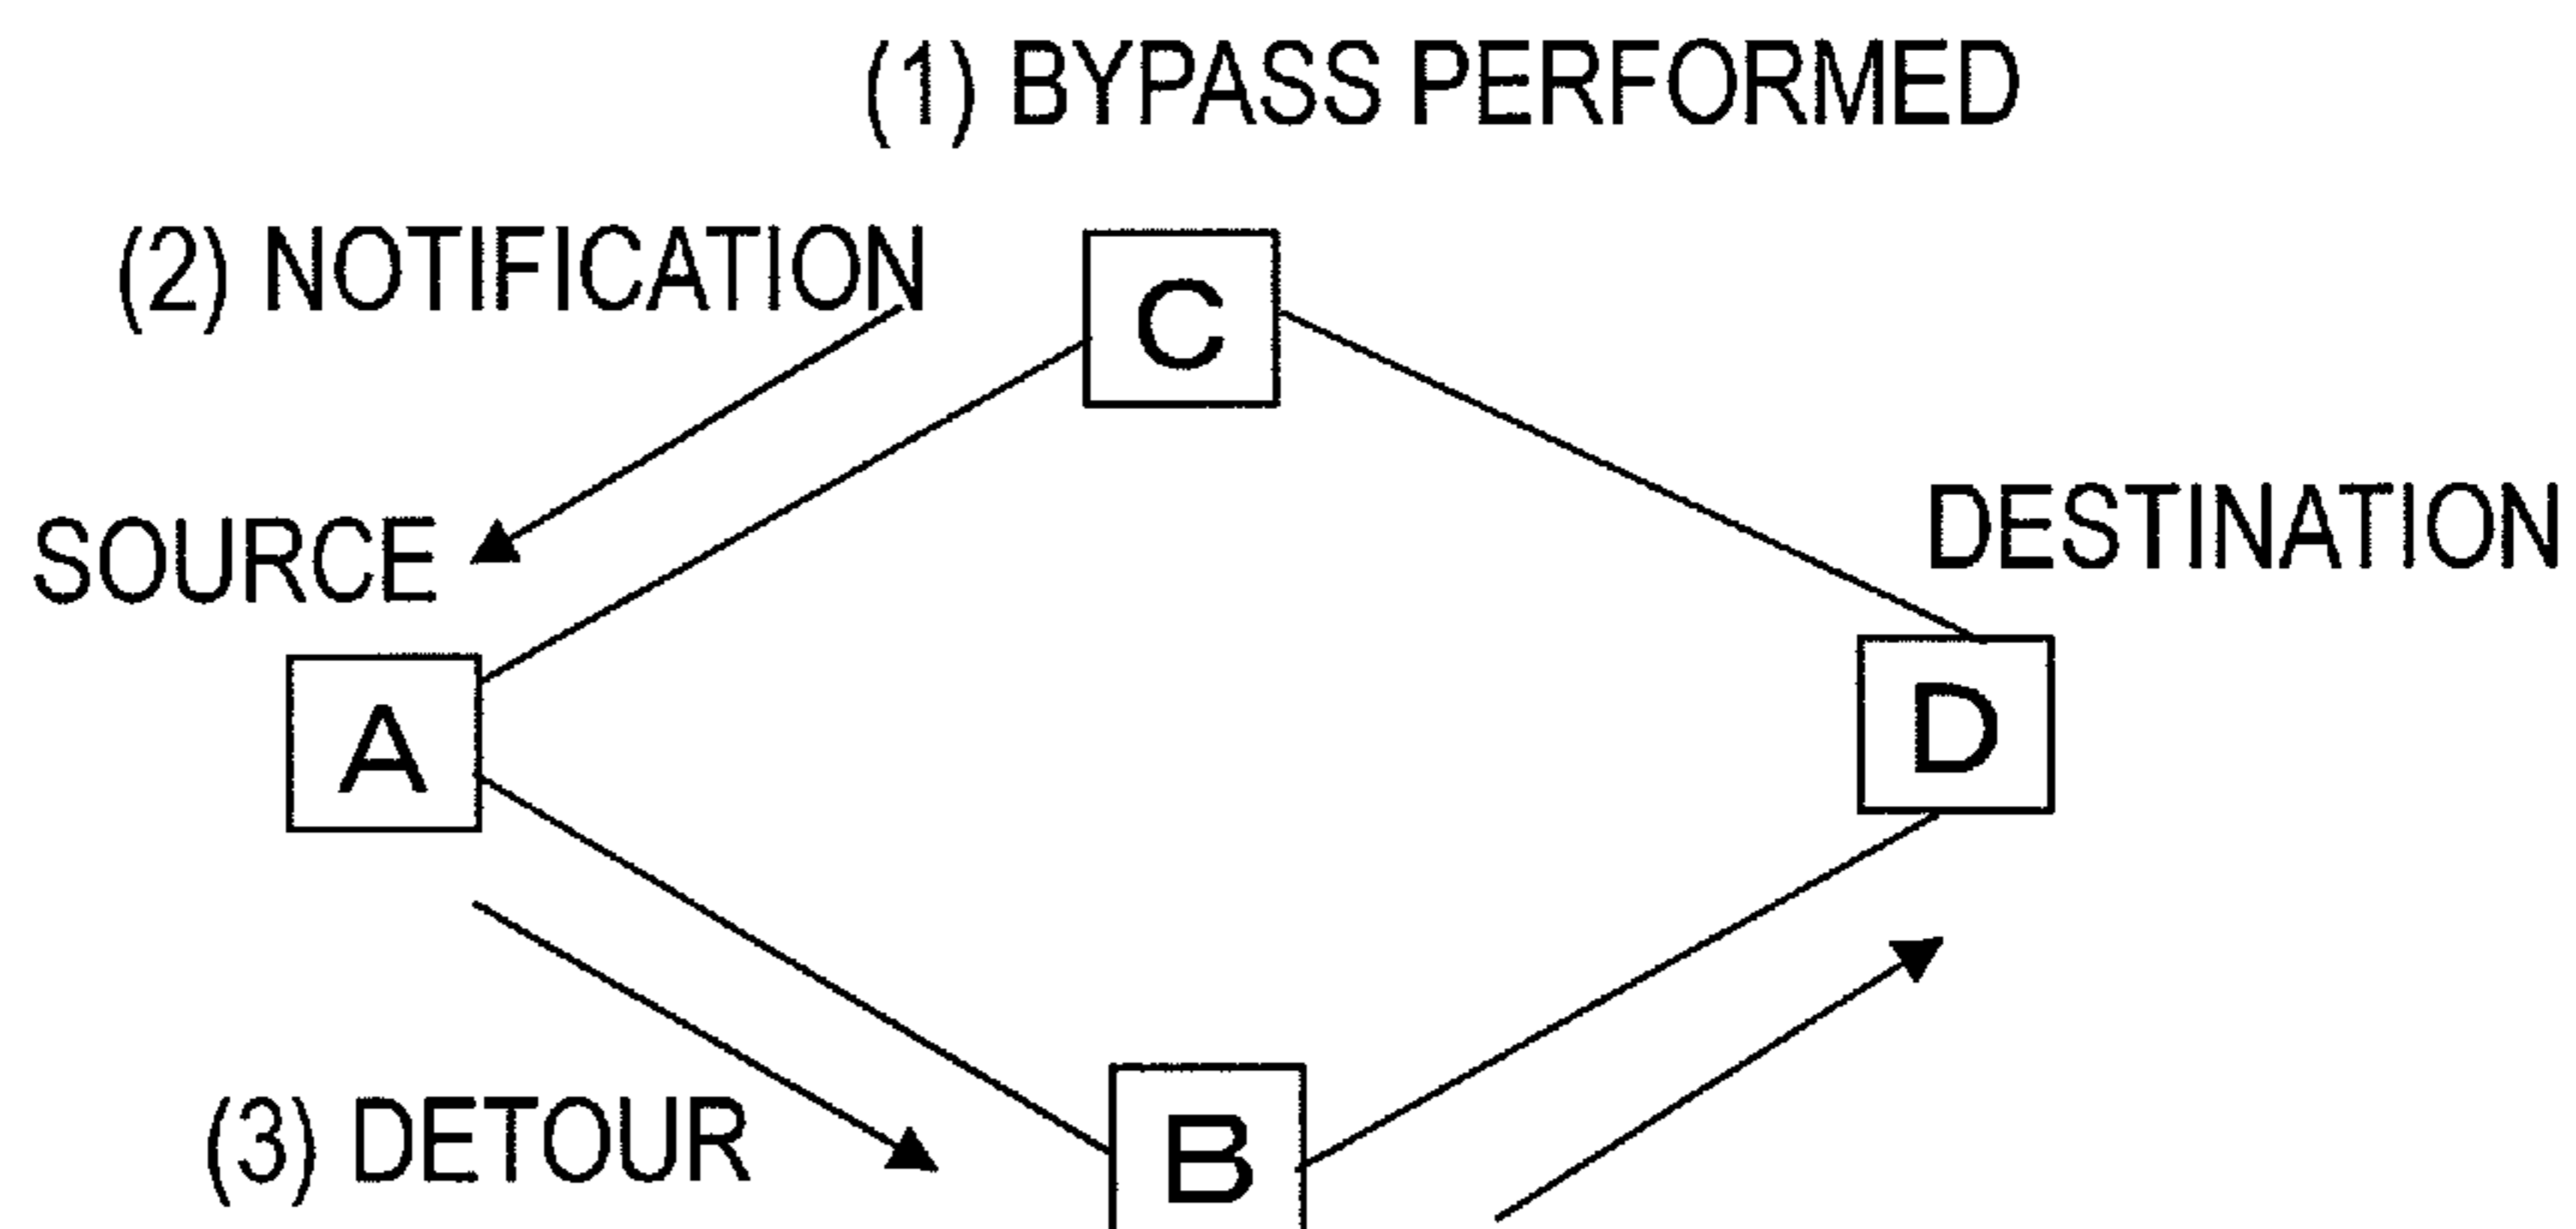 (1) BYPASS PERFORMED
(2) NOTIFICATION
C
SOURCE
DESTINATION
A
D
(3) DETOUR
B